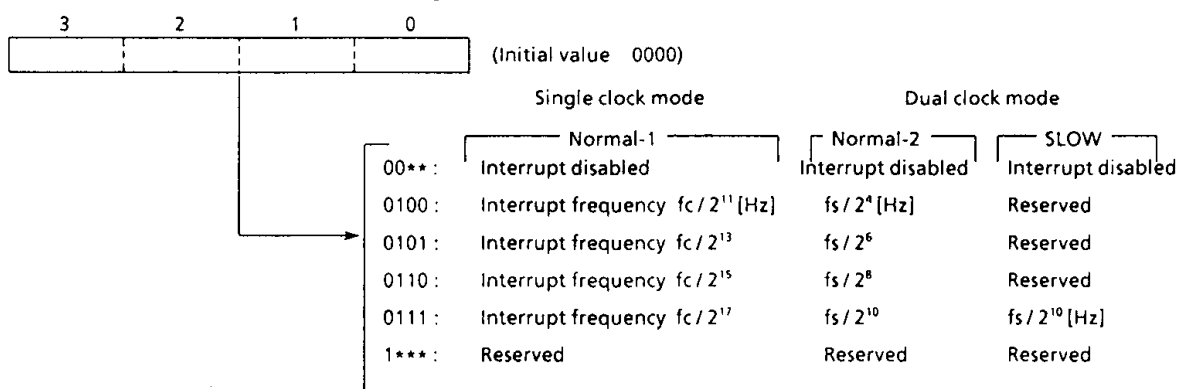 3 2 1 0
(Initial value 0000)
Single clock mode Dual clock mode
Normal-1 Normal-2 SLOW
00**: Interrupt disabled Interrupt disabled Interrupt disabled
0100: Interrupt frequency fc/2¹¹[Hz] fs/2⁴[Hz] Reserved
0101: Interrupt frequency fc/2¹³ fs/2⁶ Reserved
0110: Interrupt frequency fc/2¹⁵ fs/2⁸ Reserved
0111: Interrupt frequency fc/2¹⁷ fs/2¹⁰ fs/2¹⁰[Hz]
1***: Reserved Reserved Reserved